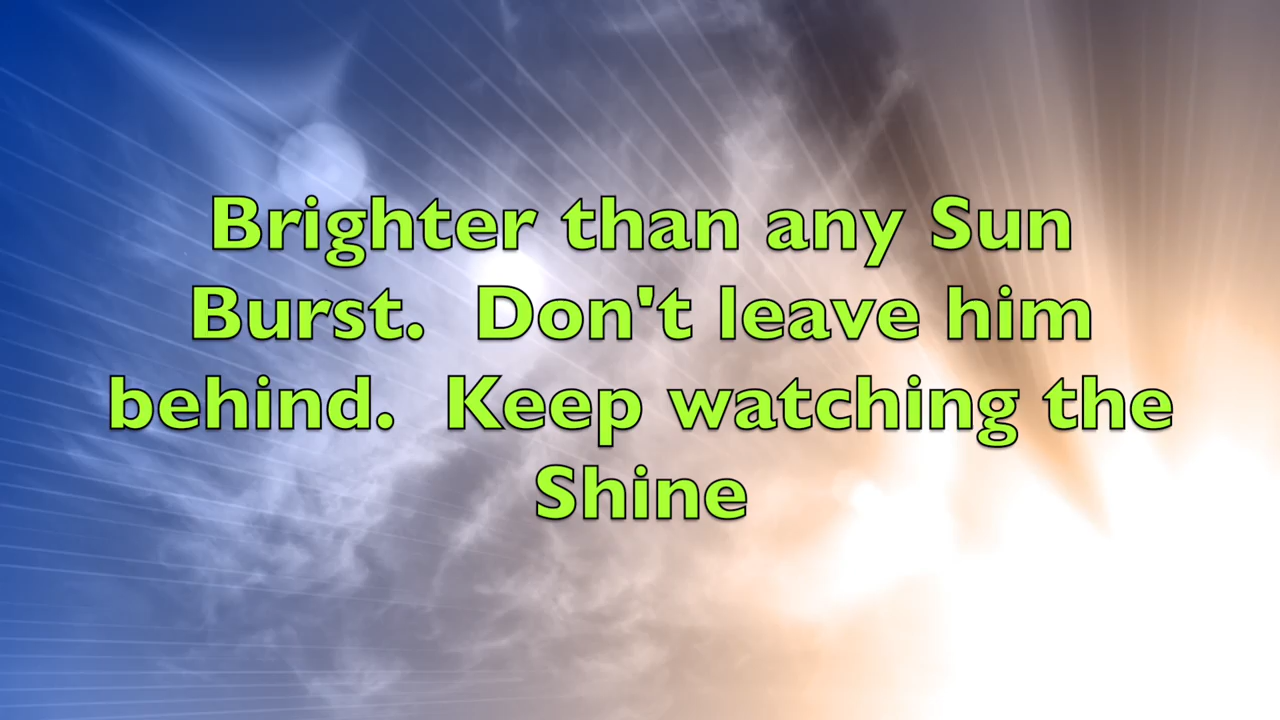 Brighter than any Sun
Burst.  Don't leave him
behind.  Keep watching the
Shine